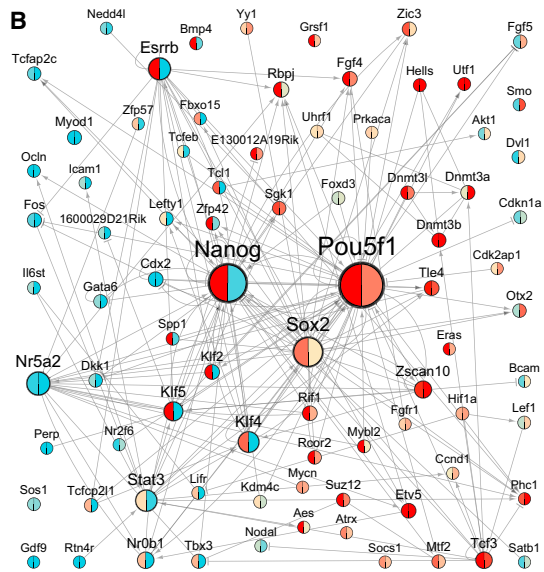 B
Nedd4l
Bmp4
Yy1
Grsf1
Zic3
Fgf5
Esrrb
Tcfap2c
Rbpj
Fgf4
Hells
Utf1
Smo
Zfp57
Fbxo15
Myod1
Tcfeb
E130012A19Rik
Uhrf1
Prkaca
Akt1
Dvl1
Ocln
Icam1
Tcl1
Sgk1
Foxd3
Dnmt3l
Dnmt3a
Fos
1600029D21Rik
Lefty1
Zfp42
Dnmt3b
Cdkn1a
Nanog
Pou5f1
Cdk2ap1
Il6st
Gata6
Cdx2
Tle4
Otx2
Spp1
Sox2
Eras
Nr5a2
Dkk1
Klf2
Zscan10
Bcam
Klf5
Rif1
Fgfr1
Hif1a
Lef1
Perp
Nr2f6
Klf4
Rcor2
Mybl2
Ccnd1
Sos1
Tcfcp2l1
Stat3
Lifr
Kdm4c
Mycn
Suz12
Etv5
Phc1
Aes
Atrx
Gdf9
Rtn4r
Nr0b1
Tbx3
Nodal
Socs1
Mtf2
Tcf3
Satb1